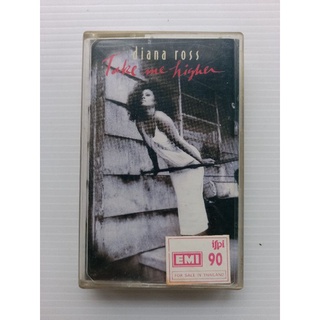 diana ross
Take me higher
ifpi
EMI 90
FOR SALE IN THAILAND